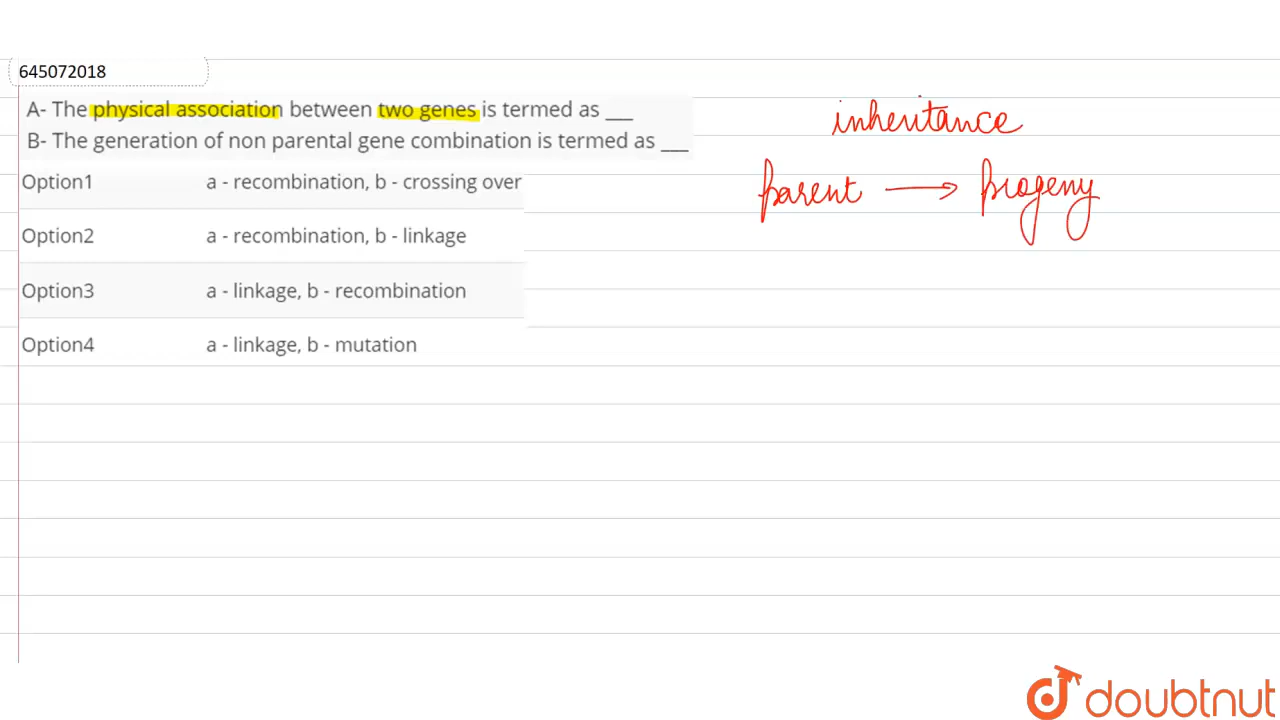 645072018
A- The physical association between two genes is termed as ___
B- The generation of non parental gene combination is termed as ___
Option1 a - recombination, b - crossing over
Option2 a - recombination, b - linkage
Option3 a - linkage, b - recombination
Option4 a - linkage, b - mutation
inheritance
parent → progeny
doubtnut